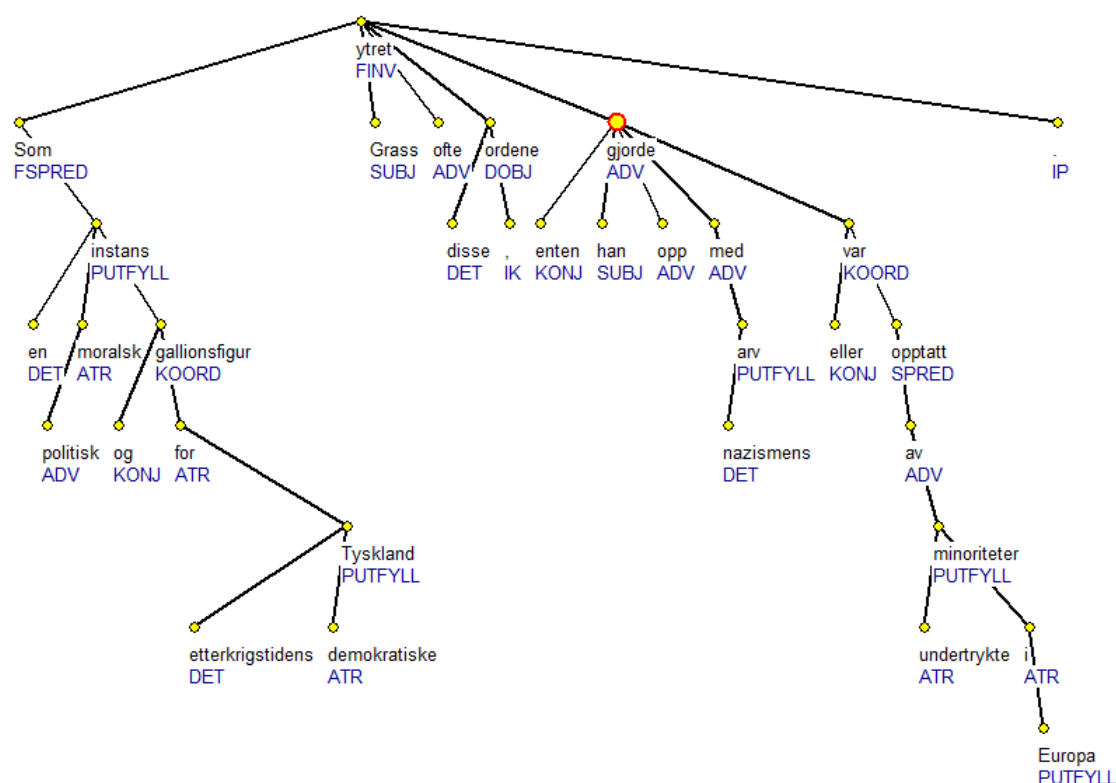 ytret
FINV
Som
FSPRED
Grass
SUBJ
ofte
ADV
ordene
DOBJ
gjorde
ADV
.
IP
instans
PUTFYLL
disse
DET
,
IK
enten
KONJ
han
SUBJ
opp
ADV
med
ADV
var
KOORD
en
DET
moralsk
ATR
gallionsfigur
KOORD
arv
PUTFYLL
eller
KONJ
opptatt
SPRED
politisk
ADV
og
KONJ
for
ATR
nazismens
DET
av
ADV
Tyskland
PUTFYLL
minoriteter
PUTFYLL
etterkrigstidens
DET
demokratiske
ATR
undertrykte
ATR
i
ATR
Europa
PUTFYLL